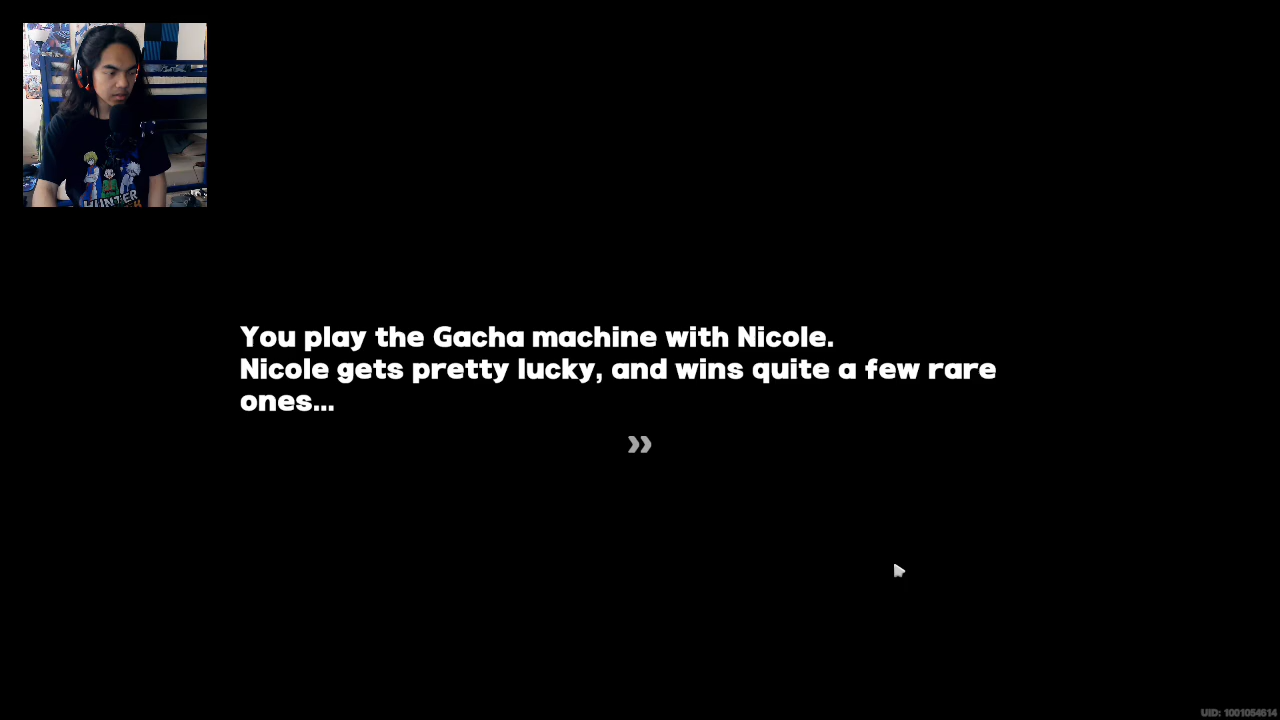 HUNTER
You play the Gacha machine with Nicole.
Nicole gets pretty lucky, and wins quite a few rare
ones...
UID: 1001054614